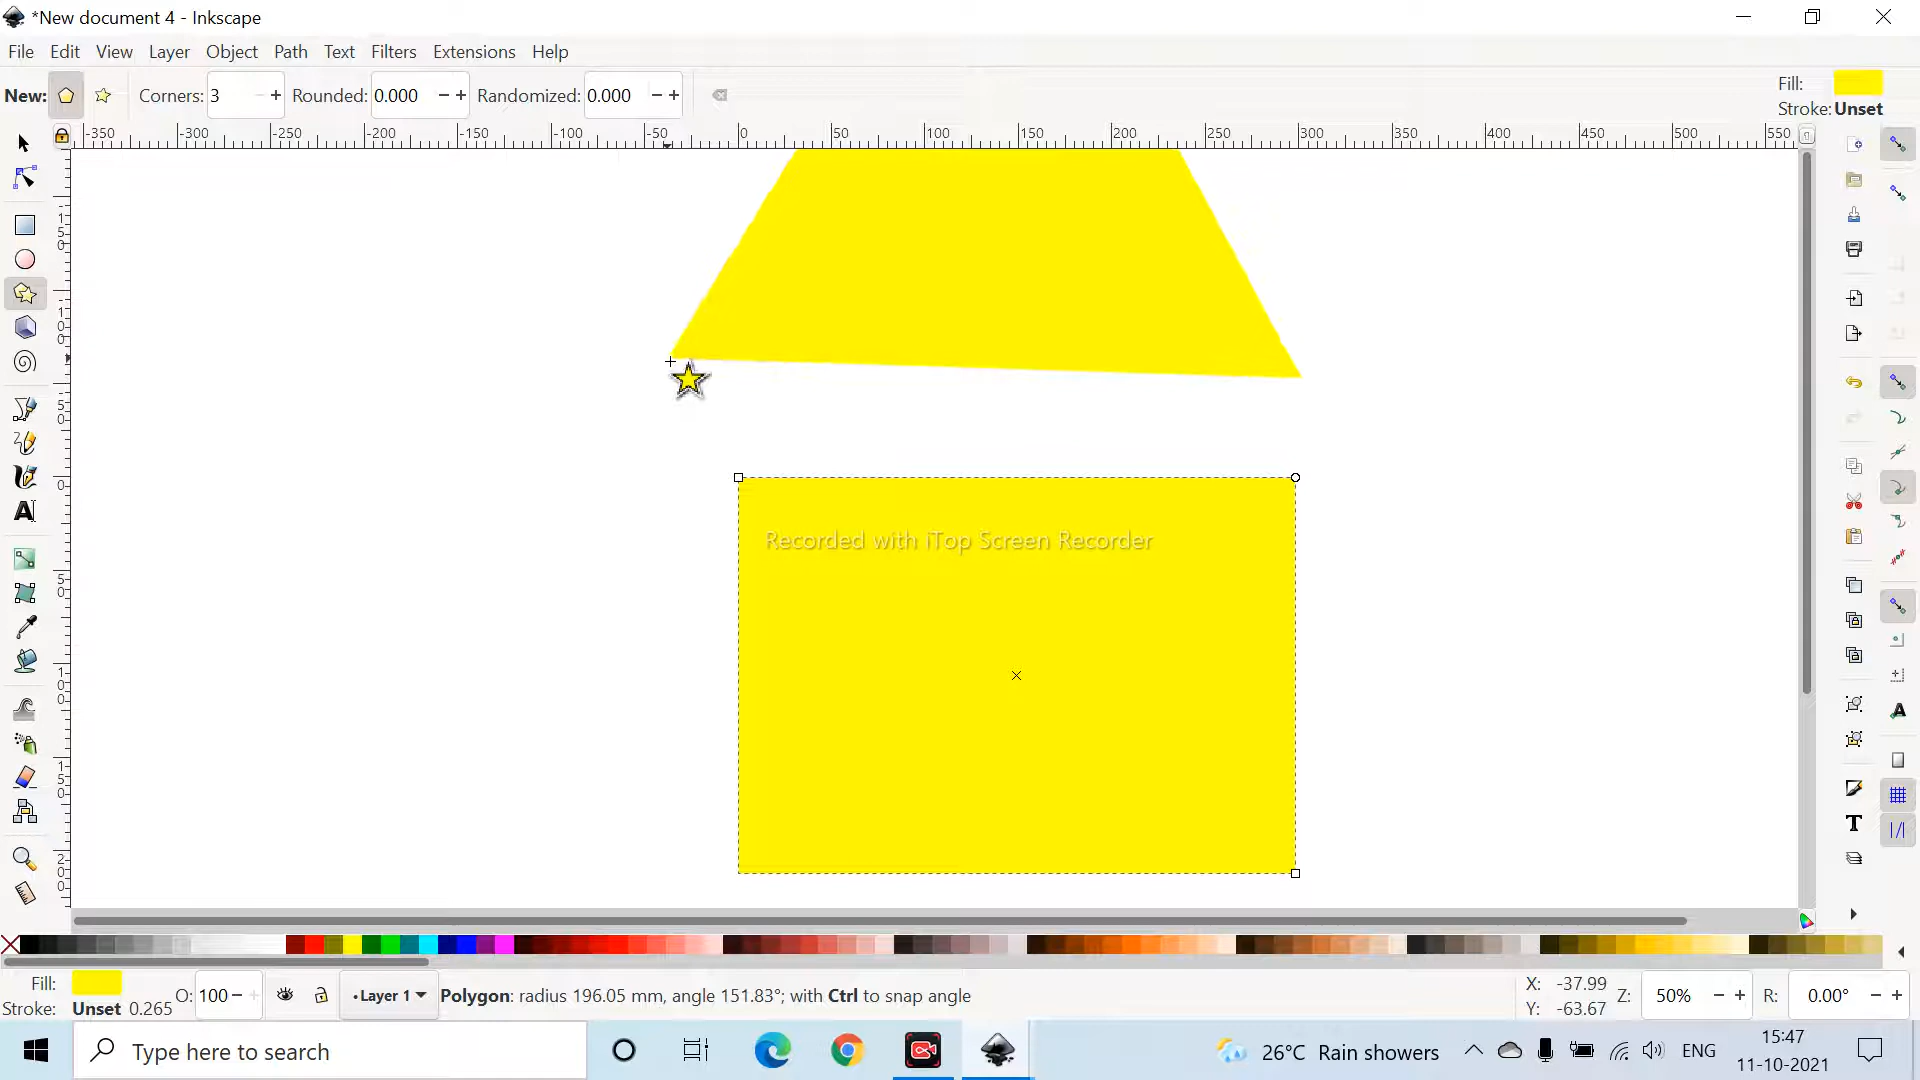 *New document 4 - Inkscape
File Edit View Layer Object Path Text Filters Extensions Help
New: Corners: 3 Rounded: 0.000 Randomized: 0.000
Fill:
Stroke: Unset
-350 -300 -250 -200 -150 -100 -50 0 50 100 150 200 250 300 350 400 450 500 550
Recorded with iTop Screen Recorder
Fill:
Stroke: Unset 0.265 O: 100 Layer 1 Polygon: radius 196.05 mm, angle 151.83°; with Ctrl to snap angle
X: -37.99
Y: -63.67
Z: 50% R: 0.00°
Type here to search
26°C Rain showers
ENG
15:47
11-10-2021